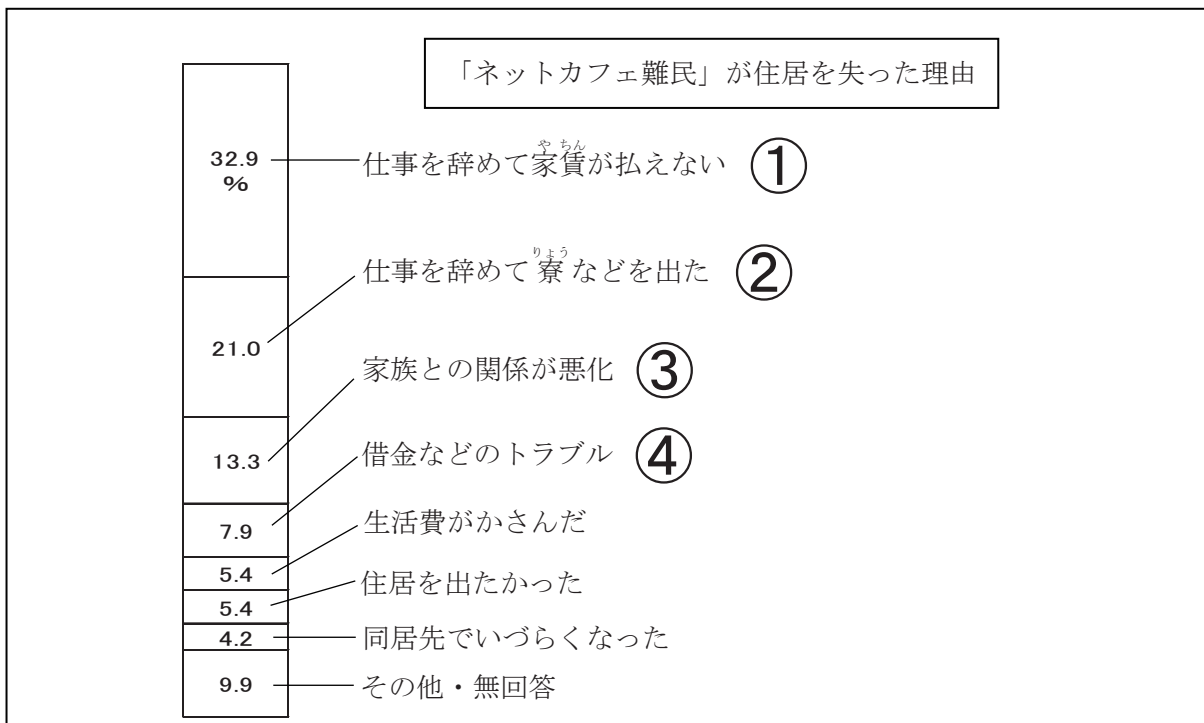 「ネットカフェ難民」が住居を失った理由
32.9
%
仕事を辞めて家賃が払えない ①
やちん
仕事を辞めて寮などを出た ②
りょう
21.0
家族との関係が悪化 ③
13.3
借金などのトラブル ④
7.9
生活費がかさんだ
5.4
住居を出たかった
5.4
同居先でいづらくなった
4.2
その他・無回答
9.9